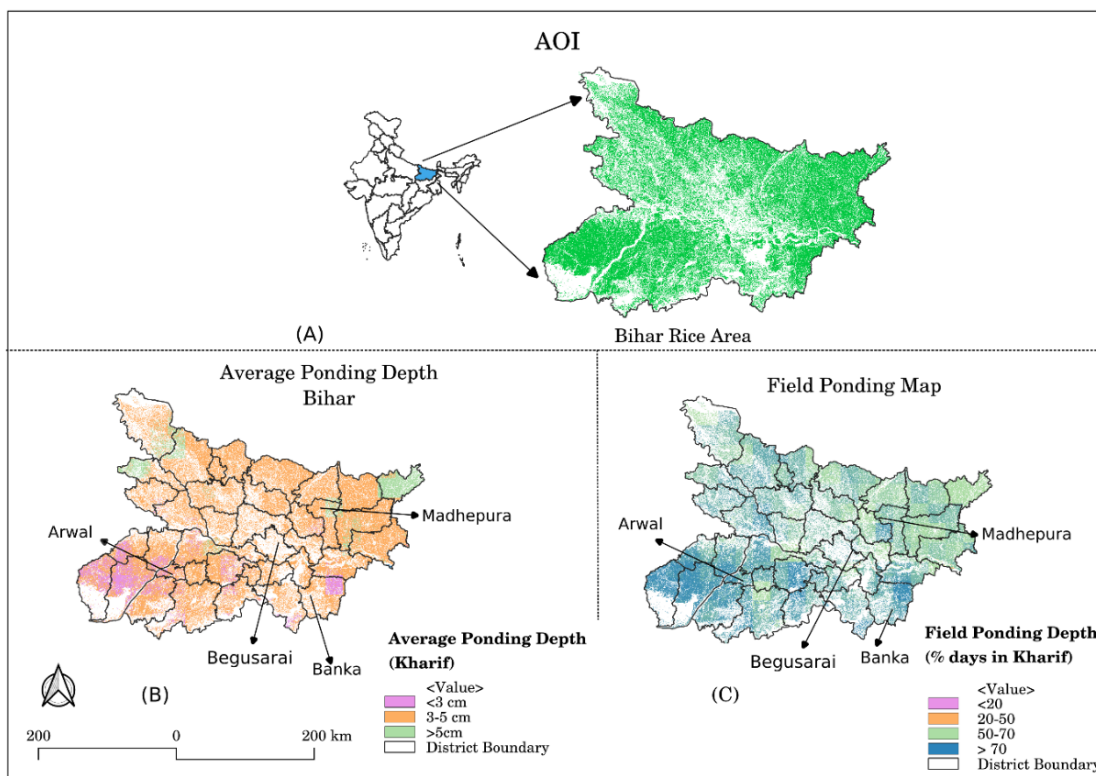 AOI
(A)
Bihar Rice Area
Average Ponding Depth
Bihar
Arwal
Madhepura
Begusarai
Banka
(B)
Average Ponding Depth
(Kharif)
<Value>
<3 cm
3-5 cm
>5cm
District Boundary
200
0
200 km
Field Ponding Map
Arwal
Madhepura
Begusarai
Banka
(C)
Field Ponding Depth
(% days in Kharif)
<Value>
<20
20-50
50-70
> 70
District Boundary